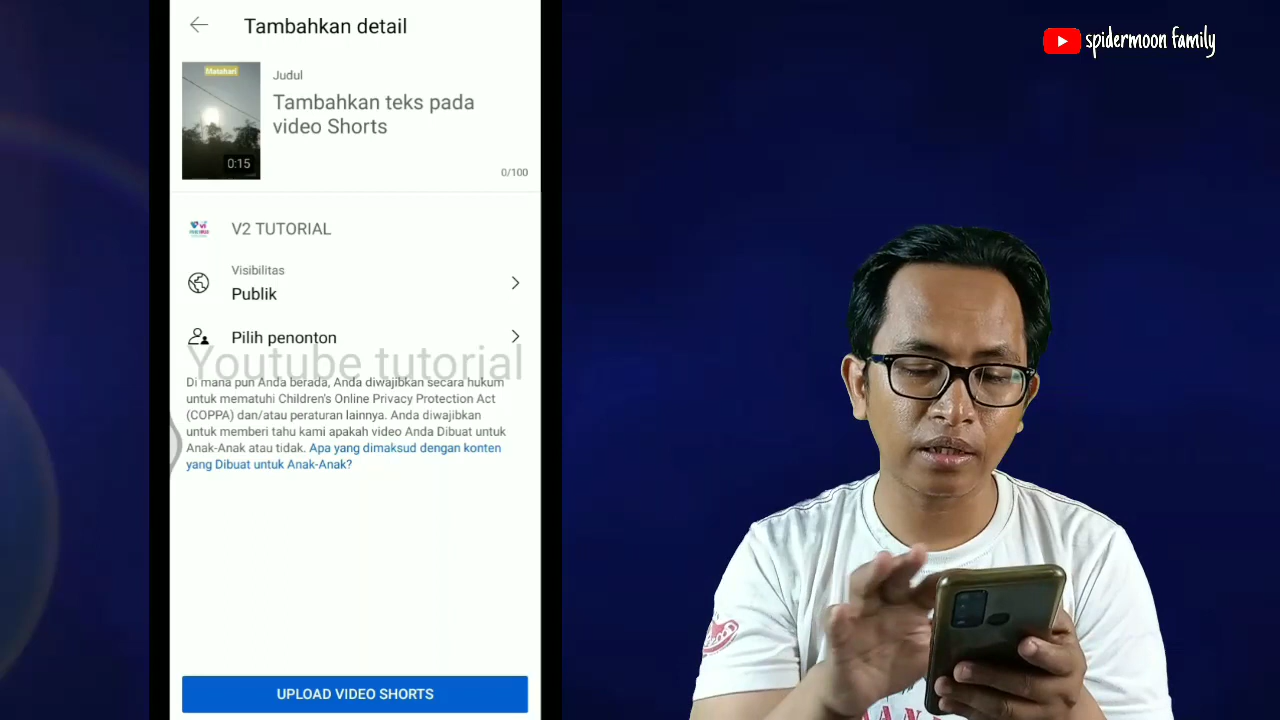 Tambahkan detail
spidermoon family
Matahari
Judul
Tambahkan teks pada
video Shorts
0:15
0/100
V2 TUTORIAL
Visibilitas
Publik
Pilih penonton
Youtube tutorial
Di mana pun Anda berada, Anda diwajibkan secara hukum
untuk mematuhi Children's Online Privacy Protection Act
(COPPA) dan/atau peraturan lainnya. Anda diwajibkan
untuk memberi tahu kami apakah video Anda Dibuat untuk
Anak-Anak atau tidak. Apa yang dimaksud dengan konten
yang Dibuat untuk Anak-Anak?
UPLOAD VIDEO SHORTS